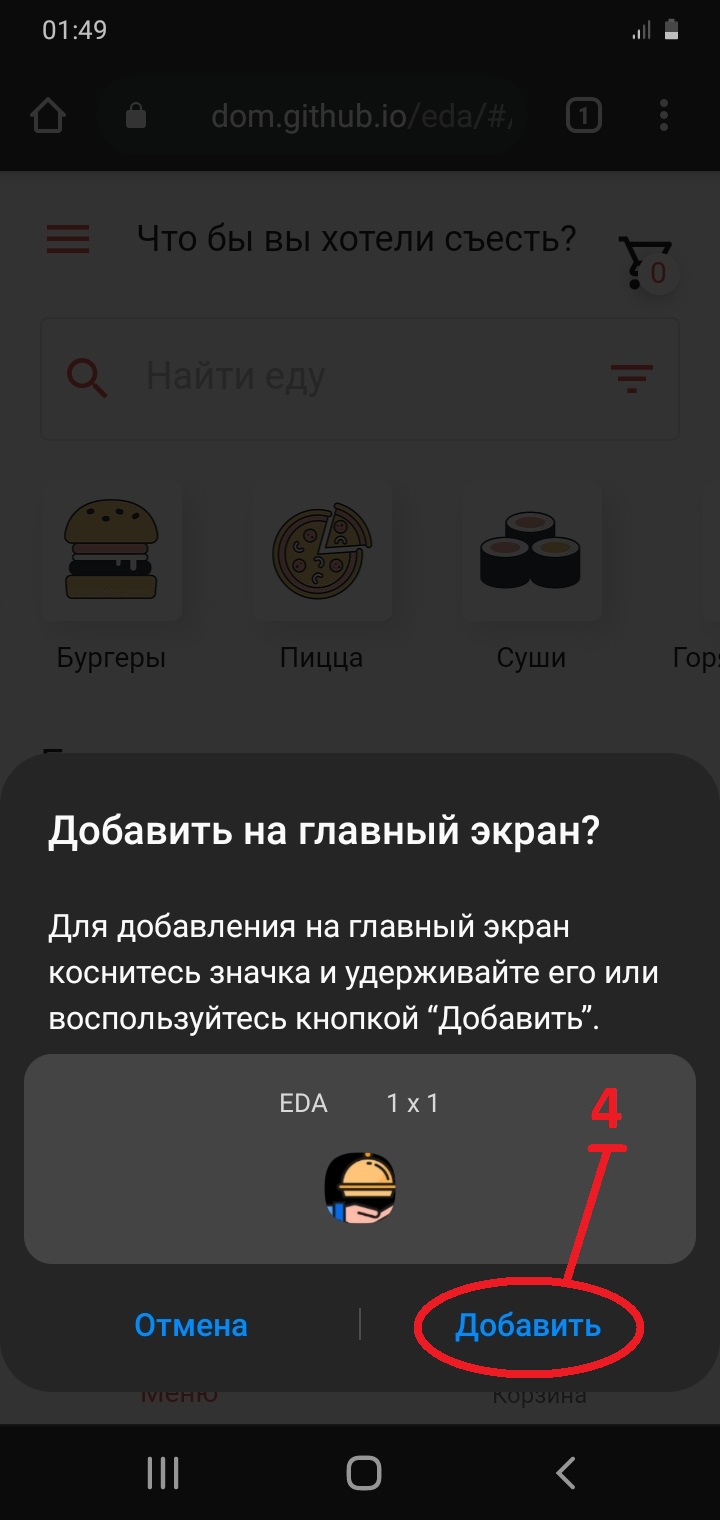 01:49
dom.github.io/eda/#/
1
Что бы вы хотели съесть?
0
Найти еду
Бургеры Пицца Суши Гор
Добавить на главный экран?
Для добавления на главный экран
коснитесь значка и удерживайте его или
воспользуйтесь кнопкой “Добавить”.
EDA 1 x 1
4
Отмена Добавить
Меню Корзина